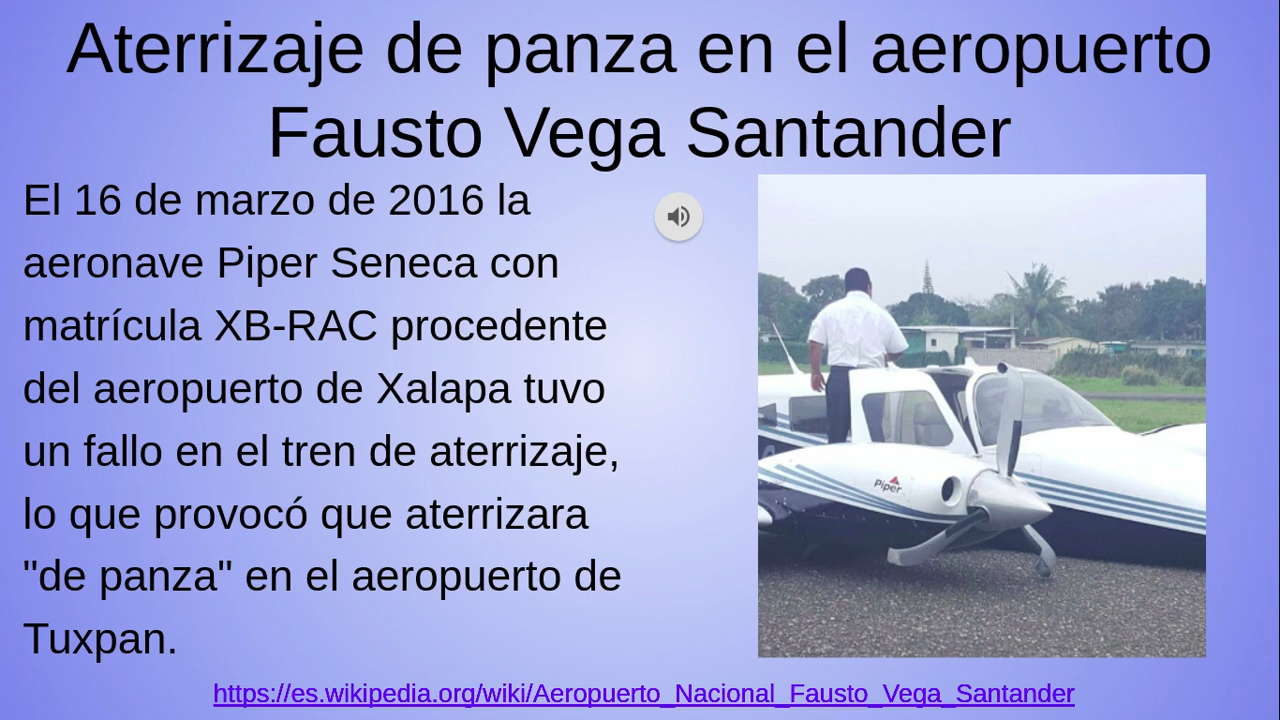 Aterrizaje de panza en el aeropuerto
Fausto Vega Santander
El 16 de marzo de 2016 la
aeronave Piper Seneca con
matrícula XB-RAC procedente
del aeropuerto de Xalapa tuvo
un fallo en el tren de aterrizaje,
lo que provocó que aterrizara
"de panza" en el aeropuerto de
Tuxpan.
Piper
https://es.wikipedia.org/wiki/Aeropuerto_Nacional_Fausto_Vega_Santander